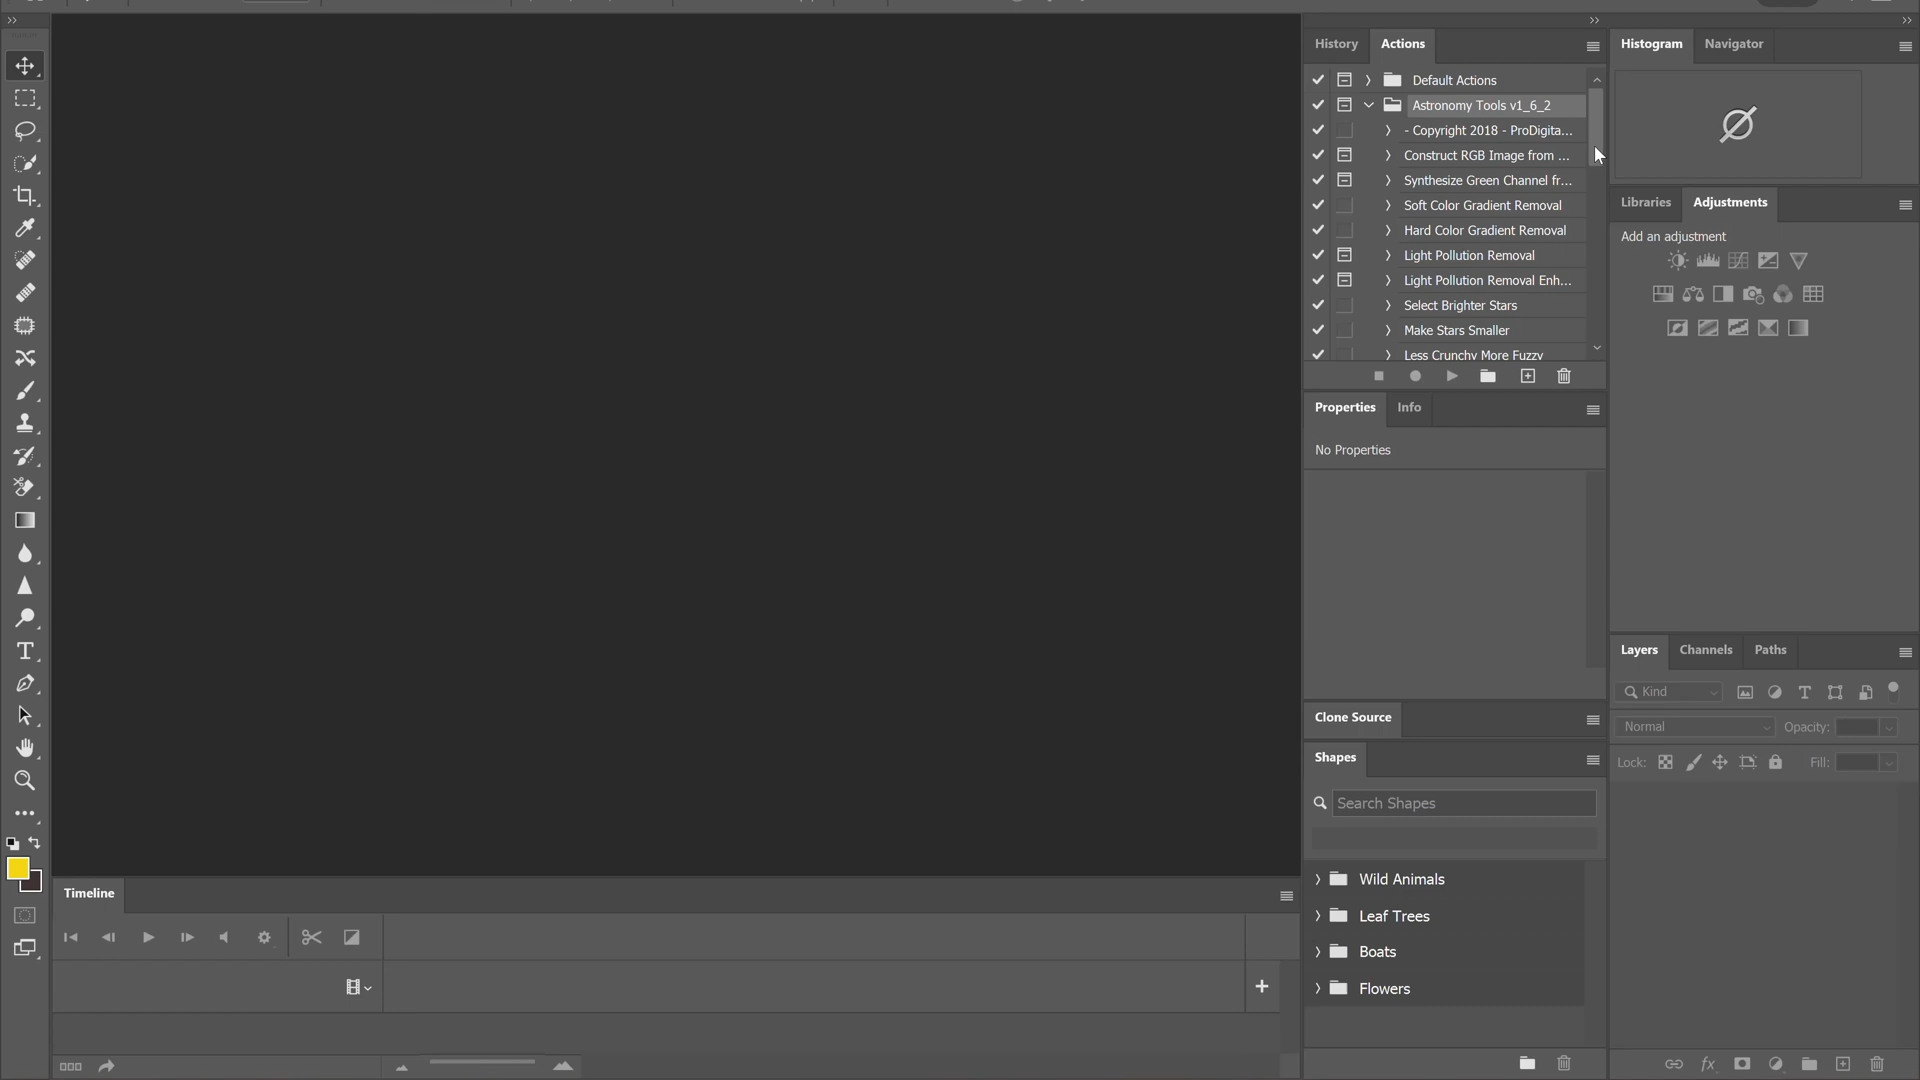 History
Actions
Default Actions
Astronomy Tools v1_6_2
- Copyright 2018 - ProDigita...
Construct RGB Image from ...
Synthesize Green Channel fr...
Soft Color Gradient Removal
Hard Color Gradient Removal
Light Pollution Removal
Light Pollution Removal Enh...
Select Brighter Stars
Make Stars Smaller
Less Crunchy More Fuzzy
Properties
Info
No Properties
Clone Source
Shapes
Search Shapes
Wild Animals
Leaf Trees
Boats
Flowers
Histogram
Navigator
Libraries
Adjustments
Add an adjustment
Layers
Channels
Paths
Kind
Normal
Opacity:
Lock:
Fill:
Timeline